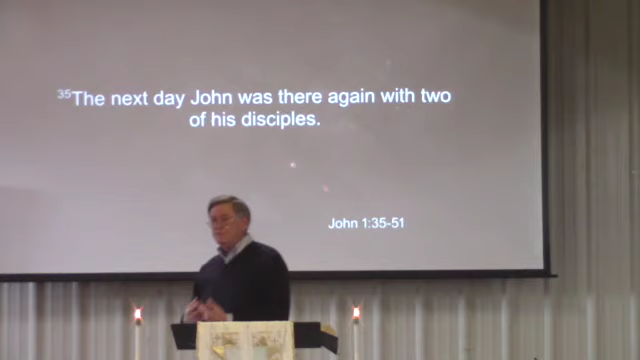 ³⁵The next day John was there again with two
of his disciples.
John 1:35-51